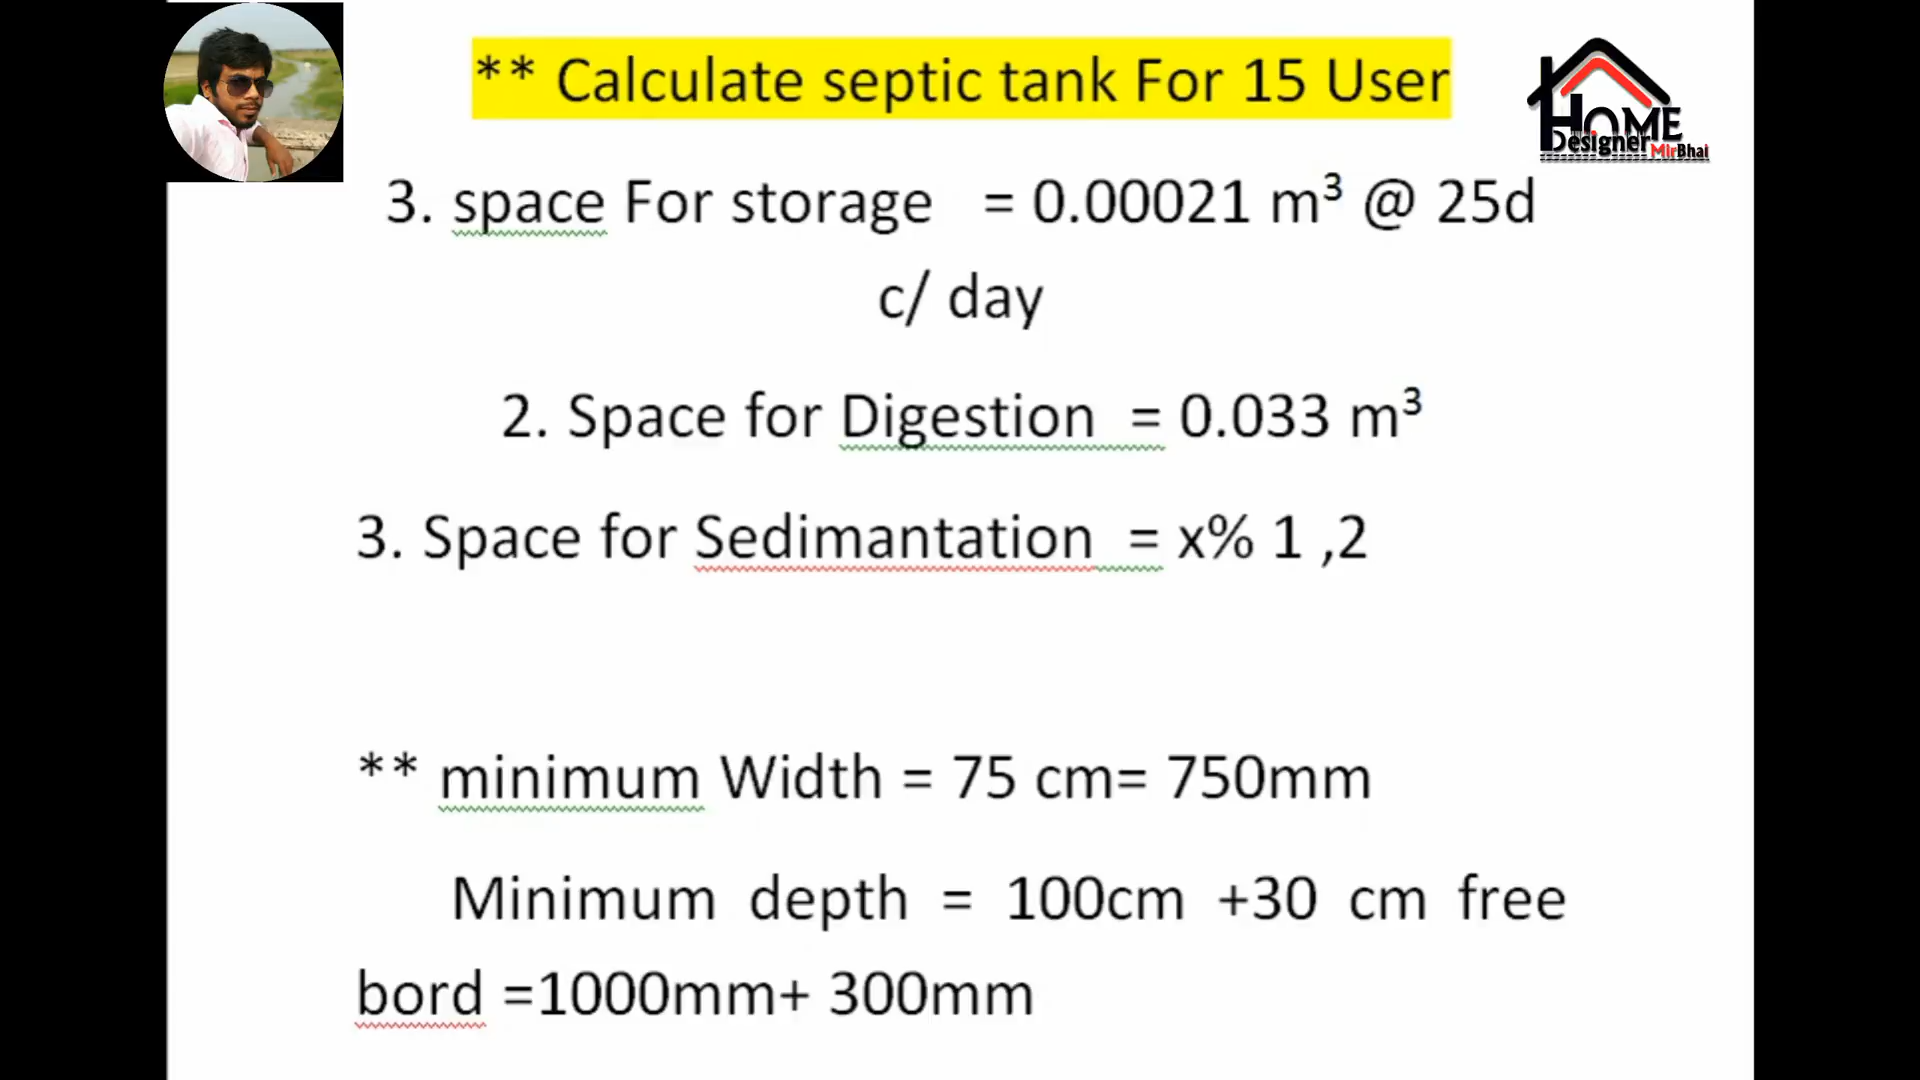 ** Calculate septic tank For 15 User
HOME
Designer MirBhai
3. space For storage = 0.00021 m³ @ 25d
c/ day
2. Space for Digestion = 0.033 m³
3. Space for Sedimantation = x% 1 ,2
** minimum Width = 75 cm= 750mm
Minimum depth = 100cm +30 cm free
bord =1000mm+ 300mm